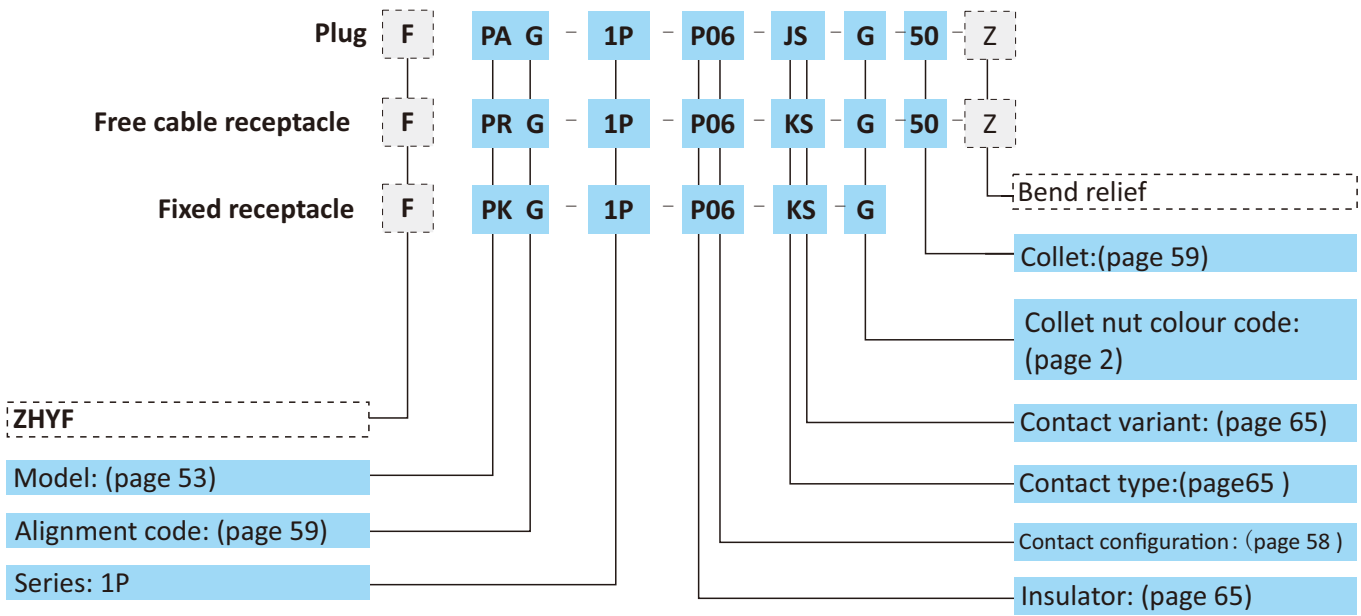 Plug F PA G – 1P – P06 – JS – G – 50 – Z
Free cable receptacle F PR G – 1P – P06 – KS – G – 50 – Z
Fixed receptacle F PK G – 1P – P06 – KS – G
Bend relief
Collet:(page 59)
Collet nut colour code:
(page 2)
Contact variant: (page 65)
Contact type:(page65 )
Contact configuration:（page 58 )
Insulator: (page 65)
ZHYF
Model: (page 53)
Alignment code: (page 59)
Series: 1P